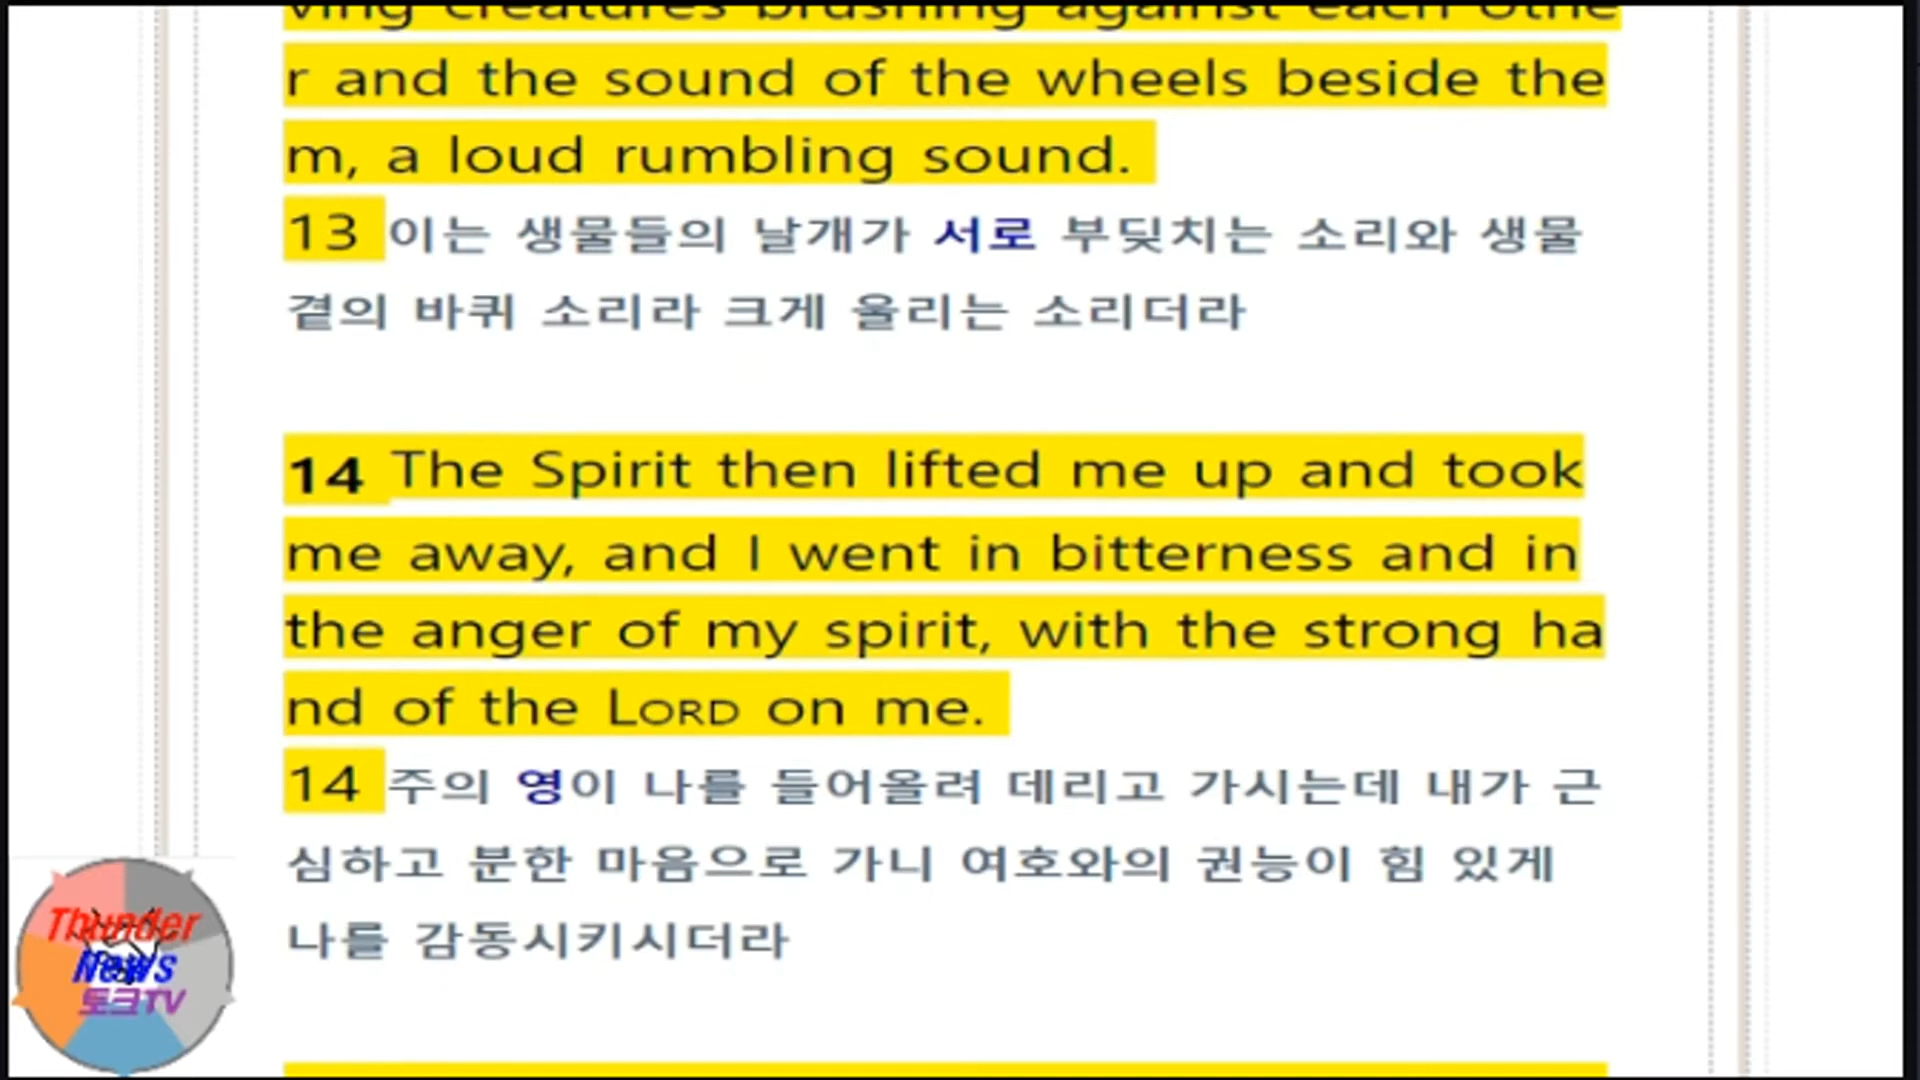 ving creatures brushing against each othe
r and the sound of the wheels beside the
m, a loud rumbling sound.
13 이는 생물들의 날개가 서로 부딪치는 소리와 생물
곁의 바퀴 소리라 크게 울리는 소리더라
14 The Spirit then lifted me up and took
me away, and I went in bitterness and in
the anger of my spirit, with the strong ha
nd of the LORD on me.
14 주의 영이 나를 들어올려 데리고 가시는데 내가 근
심하고 분한 마음으로 가니 여호와의 권능이 힘 있게
나를 감동시키시더라
Thunder
News
토크TV